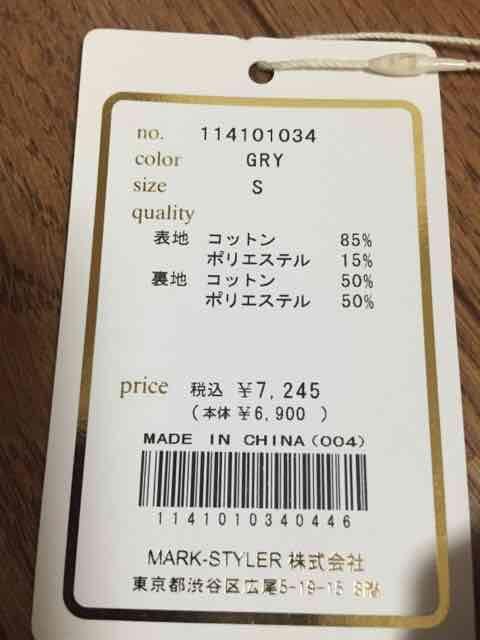 no. 114101034
color GRY
size S
quality
表地 コットン 85%
ポリエステル 15%
裏地 コットン 50%
ポリエステル 50%
price 税込 ¥7,245
(本体 ¥6,900 )
MADE IN CHINA(004)
1141010340446
MARK-STYLER 株式会社
東京都渋谷区広尾5-19-15